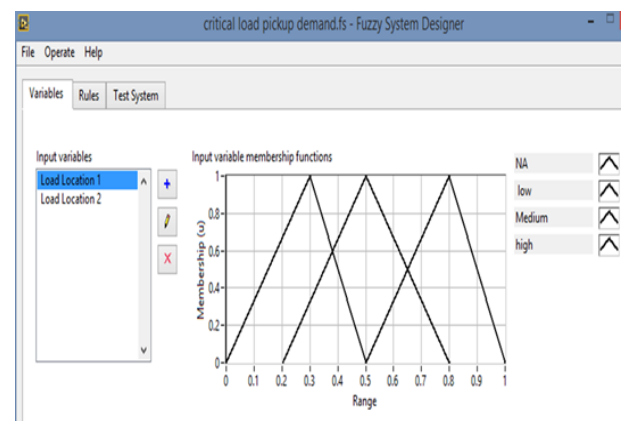 critical load pickup demand.fs - Fuzzy System Designer
File Operate Help
Variables Rules Test System
Input variables
Load Location 1
Load Location 2
Input variable membership functions
Membership (u)
1
0.8
0.6
0.4
0.2
0
0 0.1 0.2 0.3 0.4 0.5 0.6 0.7 0.8 0.9 1
Range
NA
low
Medium
high